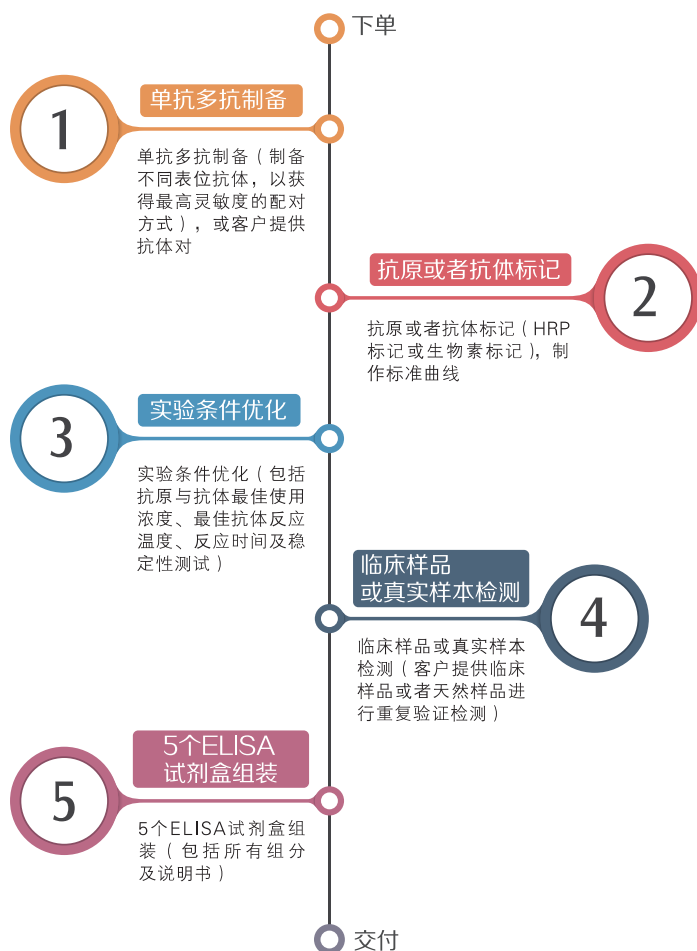 下单
1
单抗多抗制备
单抗多抗制备（制备
不同表位抗体，以获
得最高灵敏度的配对
方式），或客户提供
抗体对
2
抗原或者抗体标记
抗原或者抗体标记（HRP
标记或生物素标记），制
作标准曲线
3
实验条件优化
实验条件优化（包括
抗原与抗体最佳使用
浓度、最佳抗体反应
温度、反应时间及稳
定性测试）
4
临床样品
或真实样本检测
临床样品或真实样本
检测（客户提供临床
样品或者天然样品进
行重复验证检测）
5
5个ELISA
试剂盒组装
5个ELISA试剂盒组
装（包括所有组分
及说明书）
交付